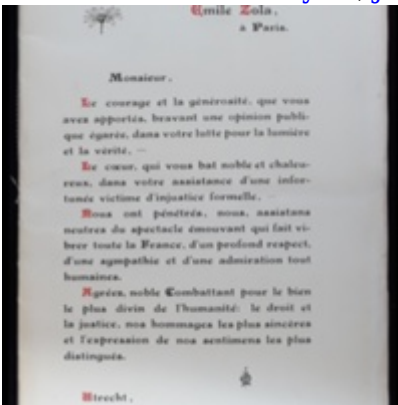 Emile Zola,
a Paris.
Monsieur,
Le courage et la générosité, que vous
avez apportés, bravant une opinion publi-
que égarée, dans votre lutte pour la lumière
et la vérité, —
Le cœur, qui vous bat noble et chaleu-
reux, dans votre assistance d'une infor-
tunée victime d'injustice formelle, —
Nous ont pénétrés, nous, assistans
neutres du spectacle émouvant qui fait vi-
brer toute la France, d'un profond respect,
d'une sympathie et d'une admiration tout
humaines.
Agréez, noble Combattant pour le bien
le plus divin de l'humanité: le droit et
la justice, nos hommages les plus sincères
et l'expression de nos sentimens les plus
distingués.
Utrecht,